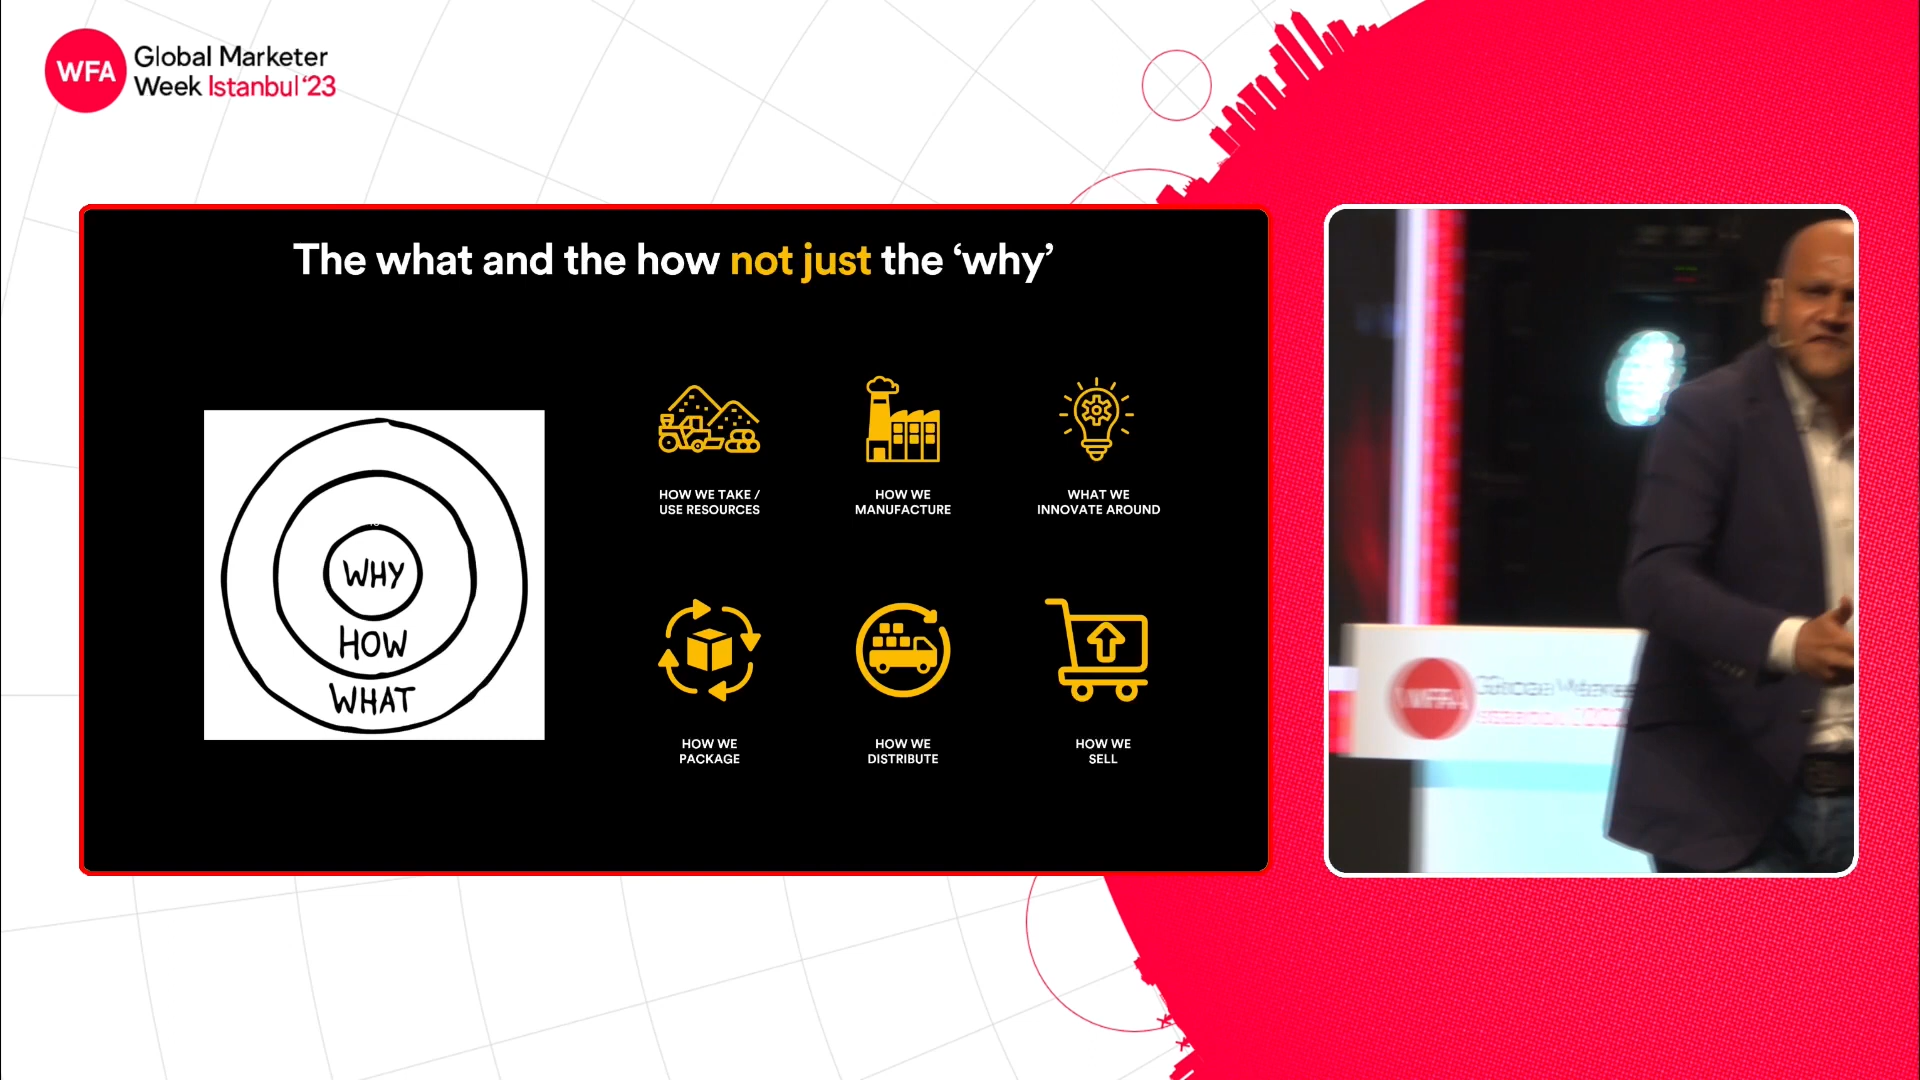 WFA
Global Marketer
Week Istanbul '23
The what and the how not just the ‘why’
WHY
HOW
WHAT
HOW WE TAKE /
USE RESOURCES
HOW WE
MANUFACTURE
WHAT WE
INNOVATE AROUND
HOW WE
PACKAGE
HOW WE
DISTRIBUTE
HOW WE
SELL